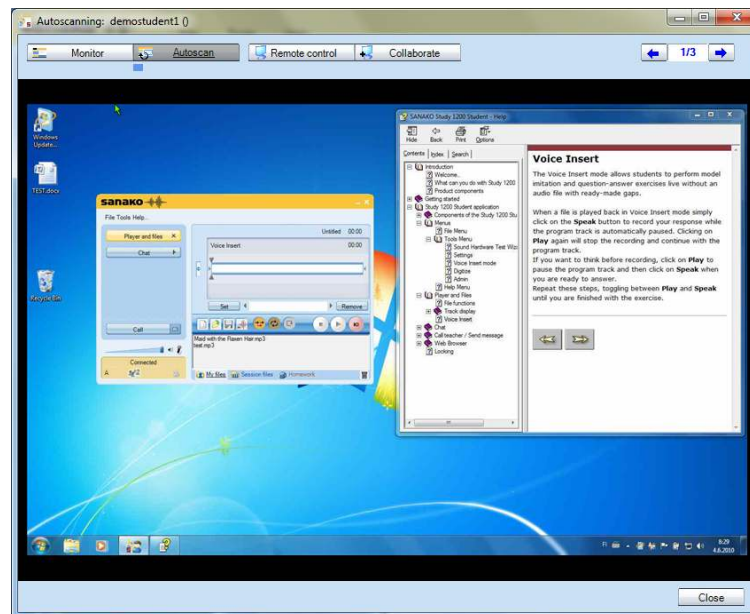 Autoscanning: demostudent1 ()
Monitor
Autoscan
Remote control
Collaborate
1/3
Windows Update...
TEST.docx
Recycle Bin
sanako
File Tools Help
Player and files
Chat
Call
Connected
A
Untitled 00:00
Voice Insert 00:00
Set
Remove
Maid with the Flaxen Hair.mp3
test.mp3
My files
Session files
Homework
SANAKO Study 1200 Student - Help
Hide
Back
Print
Options
Contents
Index
Search
Introduction
Welcome...
What can you do with Study 1200
Product components
Getting started
Study 1200 Student application
Components of the Study 1200 Stu
Menus
File Menu
Tools Menu
Sound Hardware Test Wiz
Settings
Voice Insert mode
Digitize
Admin
Help Menu
Player and Files
File functions
Track display
Voice Insert
Chat
Call teacher / Send message
Web Browser
Locking
Voice Insert
The Voice Insert mode allows students to perform model
imitation and question-answer exercises live without an
audio file with ready-made gaps.
When a file is played back in Voice Insert mode simply
click on the Speak button to record your response while
the program track is automatically paused. Clicking on
Play again will stop the recording and continue with the
program track.
If you want to think before recording, click on Play to
pause the program track and then click on Speak when
you are ready to answer.
Repeat these steps, toggling between Play and Speak
until you are finished with the exercise.
FI
8:29
4.6.2010
Close